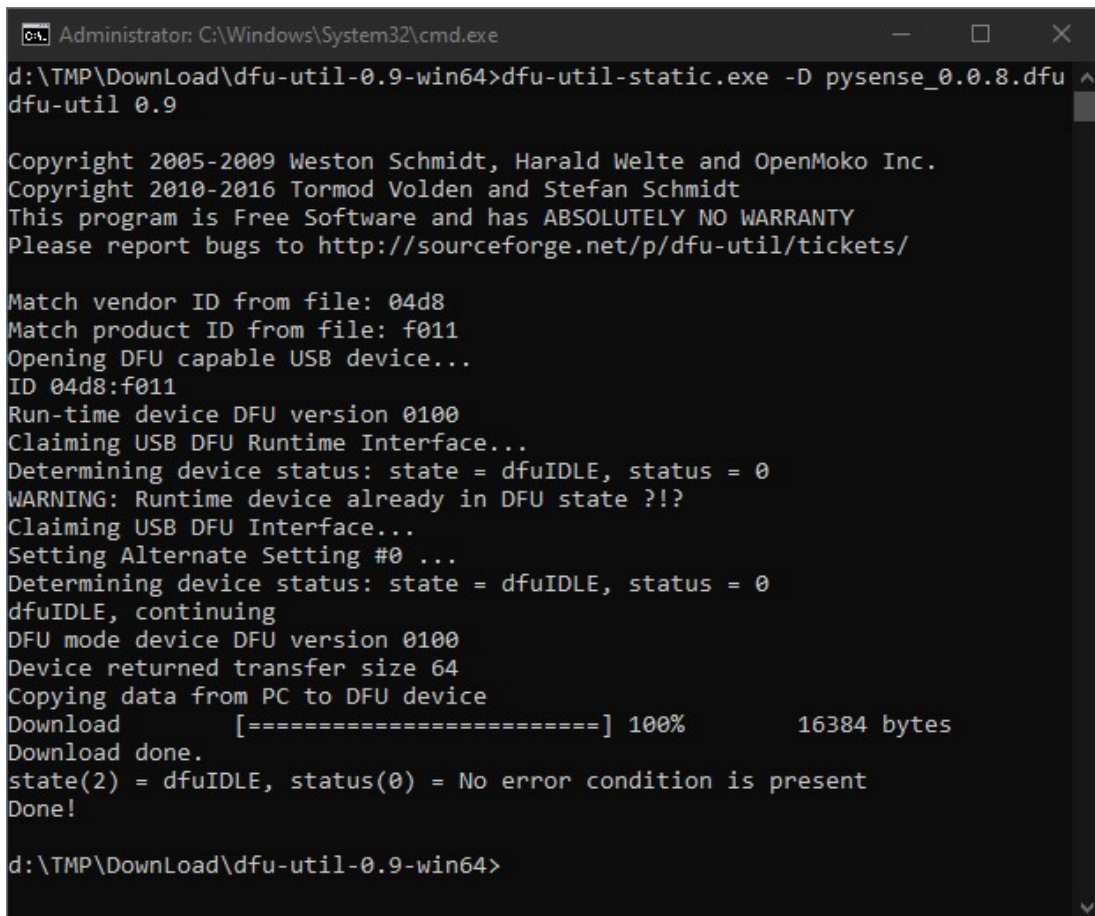 Administrator: C:\Windows\System32\cmd.exe
d:\TMP\DownLoad\dfu-util-0.9-win64>dfu-util-static.exe -D pysense_0.0.8.dfu
dfu-util 0.9
Copyright 2005-2009 Weston Schmidt, Harald Welte and OpenMoko Inc.
Copyright 2010-2016 Tormod Volden and Stefan Schmidt
This program is Free Software and has ABSOLUTELY NO WARRANTY
Please report bugs to http://sourceforge.net/p/dfu-util/tickets/
Match vendor ID from file: 04d8
Match product ID from file: f011
Opening DFU capable USB device...
ID 04d8:f011
Run-time device DFU version 0100
Claiming USB DFU Runtime Interface...
Determining device status: state = dfuIDLE, status = 0
WARNING: Runtime device already in DFU state ?!?
Claiming USB DFU Interface...
Setting Alternate Setting #0 ...
Determining device status: state = dfuIDLE, status = 0
dfuIDLE, continuing
DFU mode device DFU version 0100
Device returned transfer size 64
Copying data from PC to DFU device
Download        [=========================] 100%        16384 bytes
Download done.
state(2) = dfuIDLE, status(0) = No error condition is present
Done!
d:\TMP\DownLoad\dfu-util-0.9-win64>